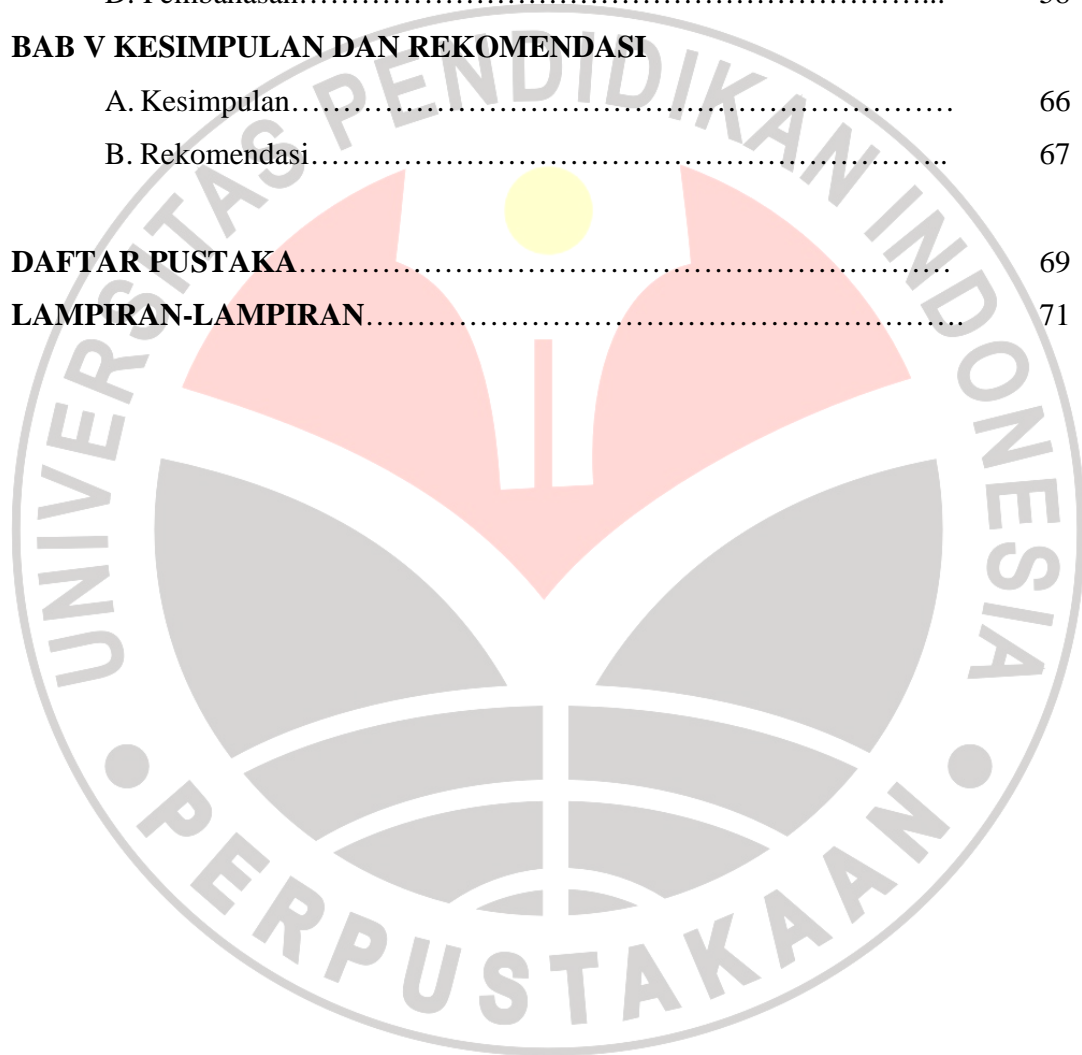 BAB V KESIMPULAN DAN REKOMENDASI
A. Kesimpulan………………………………………………………… 66
B. Rekomendasi…………………………………………………….. 67
DAFTAR PUSTAKA……………………………………………………… 69
LAMPIRAN-LAMPIRAN…………………………………………………. 71
UNIVERSITAS PENDIDIKAN INDONESIA
PERPUSTAKAAN